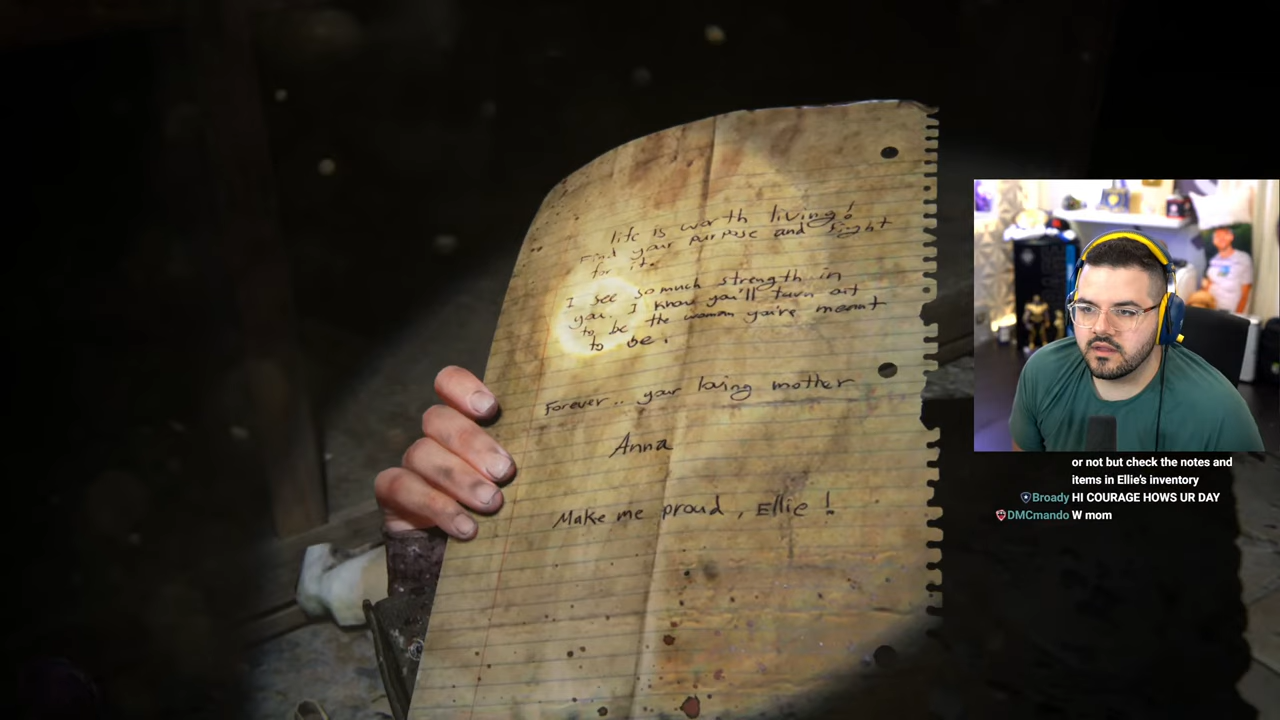 life is worth living!
Find your purpose and fight
for it.
I see so much strength in
you. I know you'll turn out
to be the woman you're meant
to be.
Forever.. your loving mother
Anna
Make me proud, Ellie!
or not but check the notes and
items in Ellie's inventory
Broady HI COURAGE HOWS UR DAY
DMCmando W mom